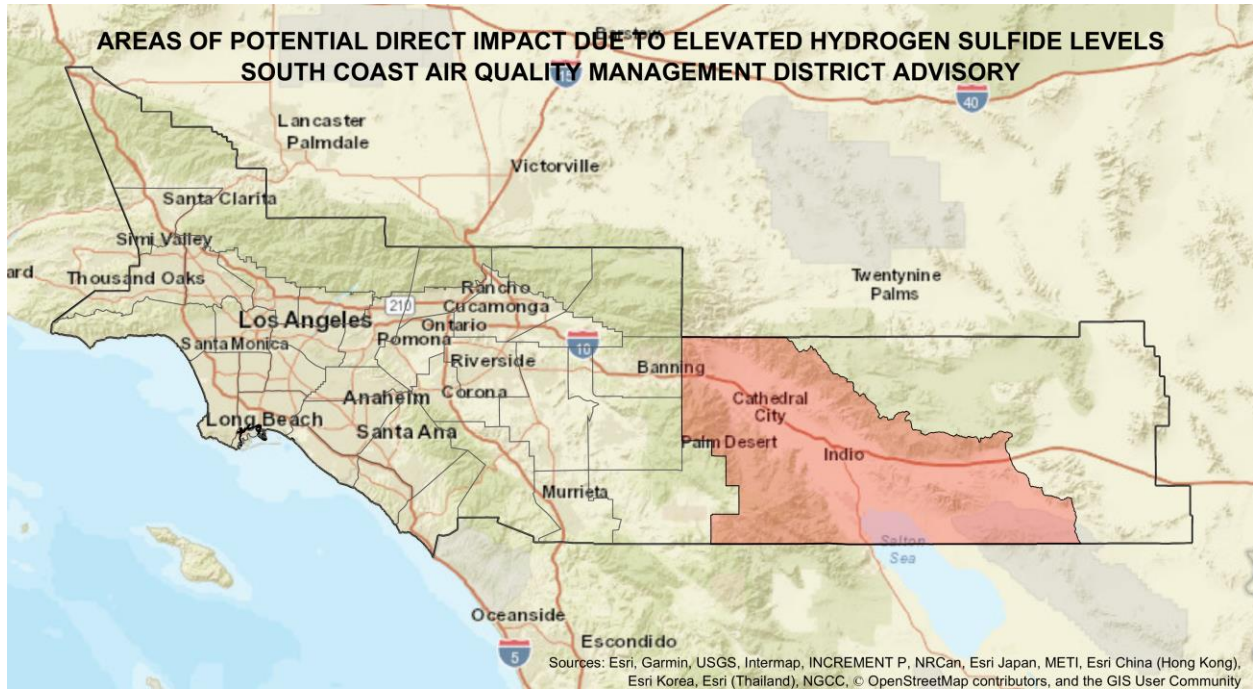 Barstow
AREAS OF POTENTIAL DIRECT IMPACT DUE TO ELEVATED HYDROGEN SULFIDE LEVELS
SOUTH COAST AIR QUALITY MANAGEMENT DISTRICT ADVISORY
15
40
Lancaster
Palmdale
Victorville
Santa Clarita
Simi Valley
ard
Thousand Oaks
Twentynine
Palms
Rancho
Cucamonga
210
Los Angeles
Ontario
Santa Monica
Pomona
10
Riverside
Banning
Corona
Anaheim
Cathedral
City
Long Beach
Santa Ana
Palm Desert
Indio
Murrieta
Salton
Sea
Oceanside
Escondido
5
Sources: Esri, Garmin, USGS, Intermap, INCREMENT P, NRCan, Esri Japan, METI, Esri China (Hong Kong),
Esri Korea, Esri (Thailand), NGCC, © OpenStreetMap contributors, and the GIS User Community